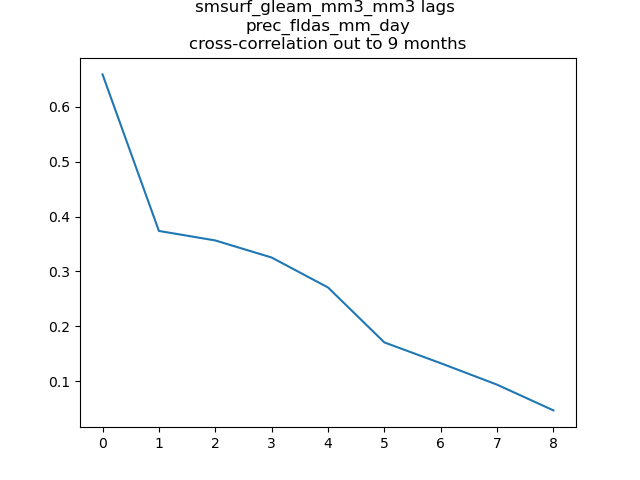 smsurf_gleam_mm3_mm3 lags
prec_fldas_mm_day
cross-correlation out to 9 months
0.6
0.5
0.4
0.3
0.2
0.1
0 1 2 3 4 5 6 7 8